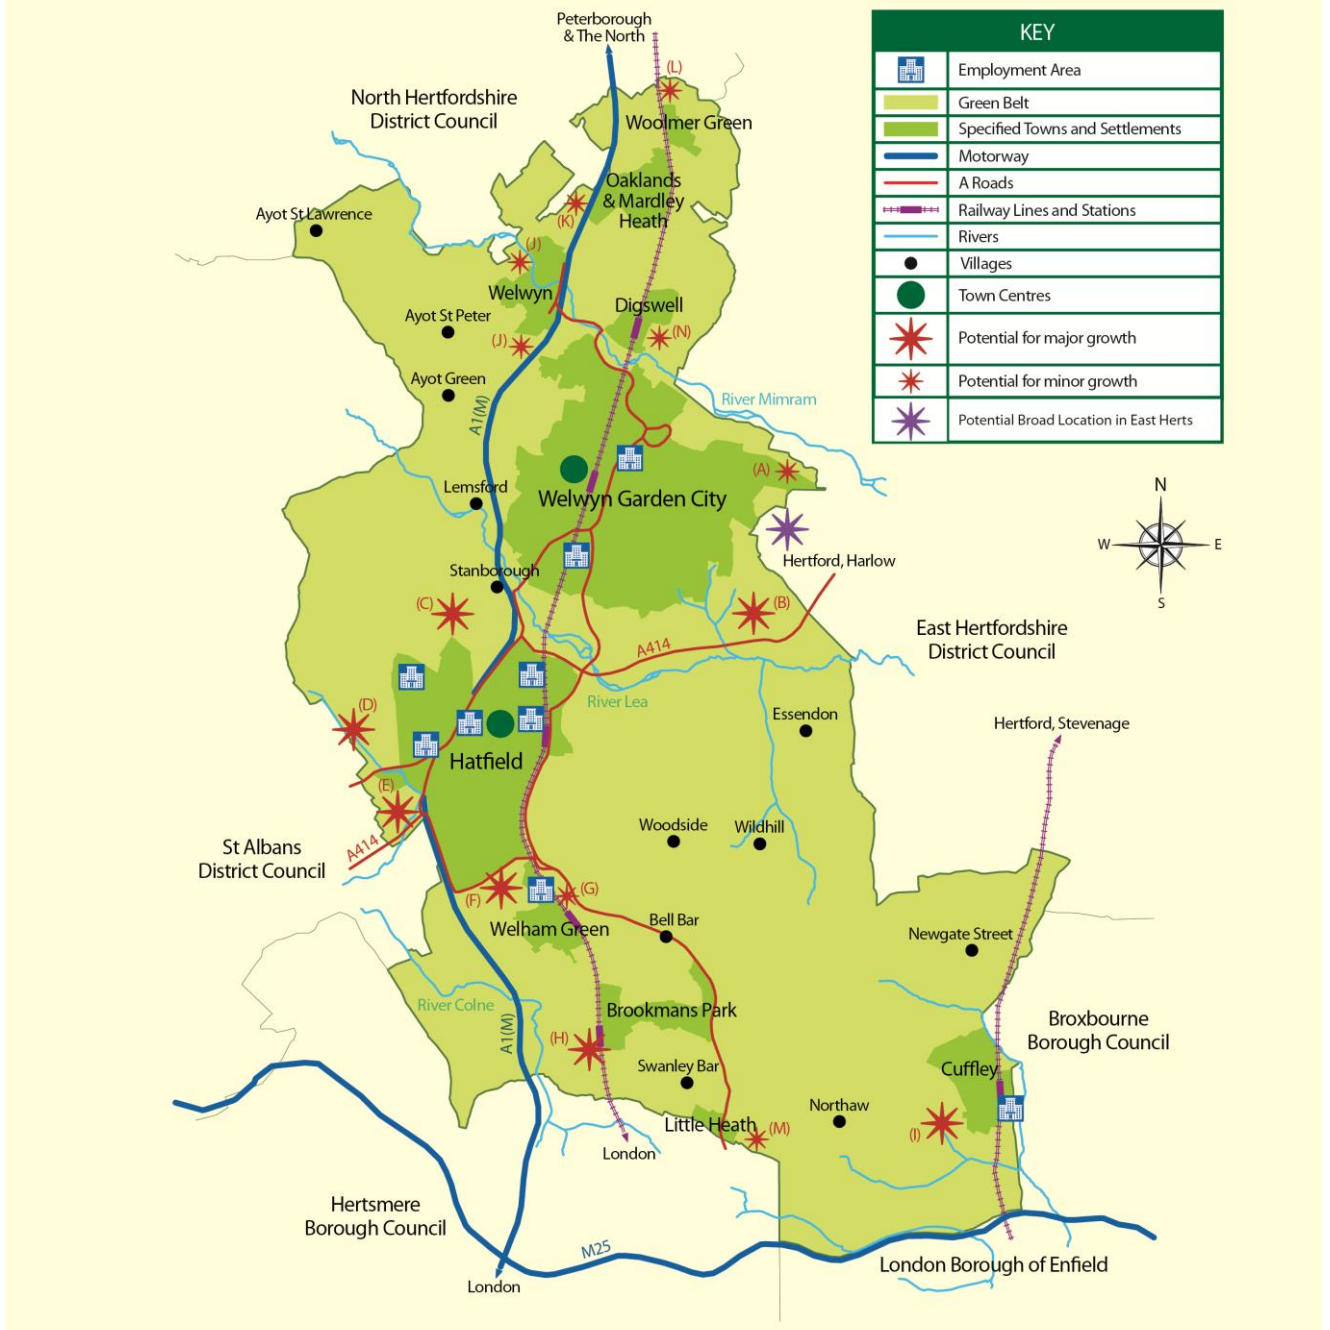 Peterborough
& The North
KEY
Employment Area
Green Belt
Specified Towns and Settlements
Motorway
A Roads
Railway Lines and Stations
Rivers
Villages
Town Centres
Potential for major growth
Potential for minor growth
Potential Broad Location in East Herts
(L)
North Hertfordshire
District Council
Woolmer Green
Oaklands
& Mardley
Heath
(K)
Ayot St Lawrence
(J)
Welwyn
Digswell
Ayot St Peter
(J)
(N)
Ayot Green
A1(M)
River Mimram
(A)
Lemsford
Welwyn Garden City
N
W
E
S
Hertford, Harlow
Stanborough
(C)
(B)
East Hertfordshire
District Council
A414
River Lea
(D)
Essendon
Hertford, Stevenage
Hatfield
(E)
Woodside
Wildhill
St Albans
District Council
A414
(F)
(G)
Welham Green
Bell Bar
Newgate Street
River Colne
A1(M)
Brookmans Park
(H)
Broxbourne
Borough Council
Swanley Bar
Cuffley
Little Heath
(M)
Northaw
(I)
London
Hertsmere
Borough Council
M25
London
London Borough of Enfield